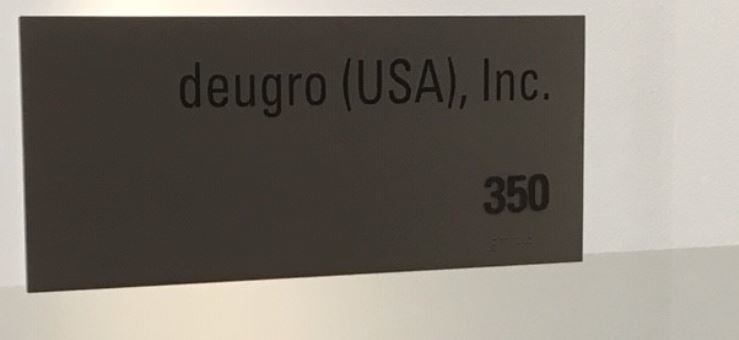 deugro (USA), Inc.
350